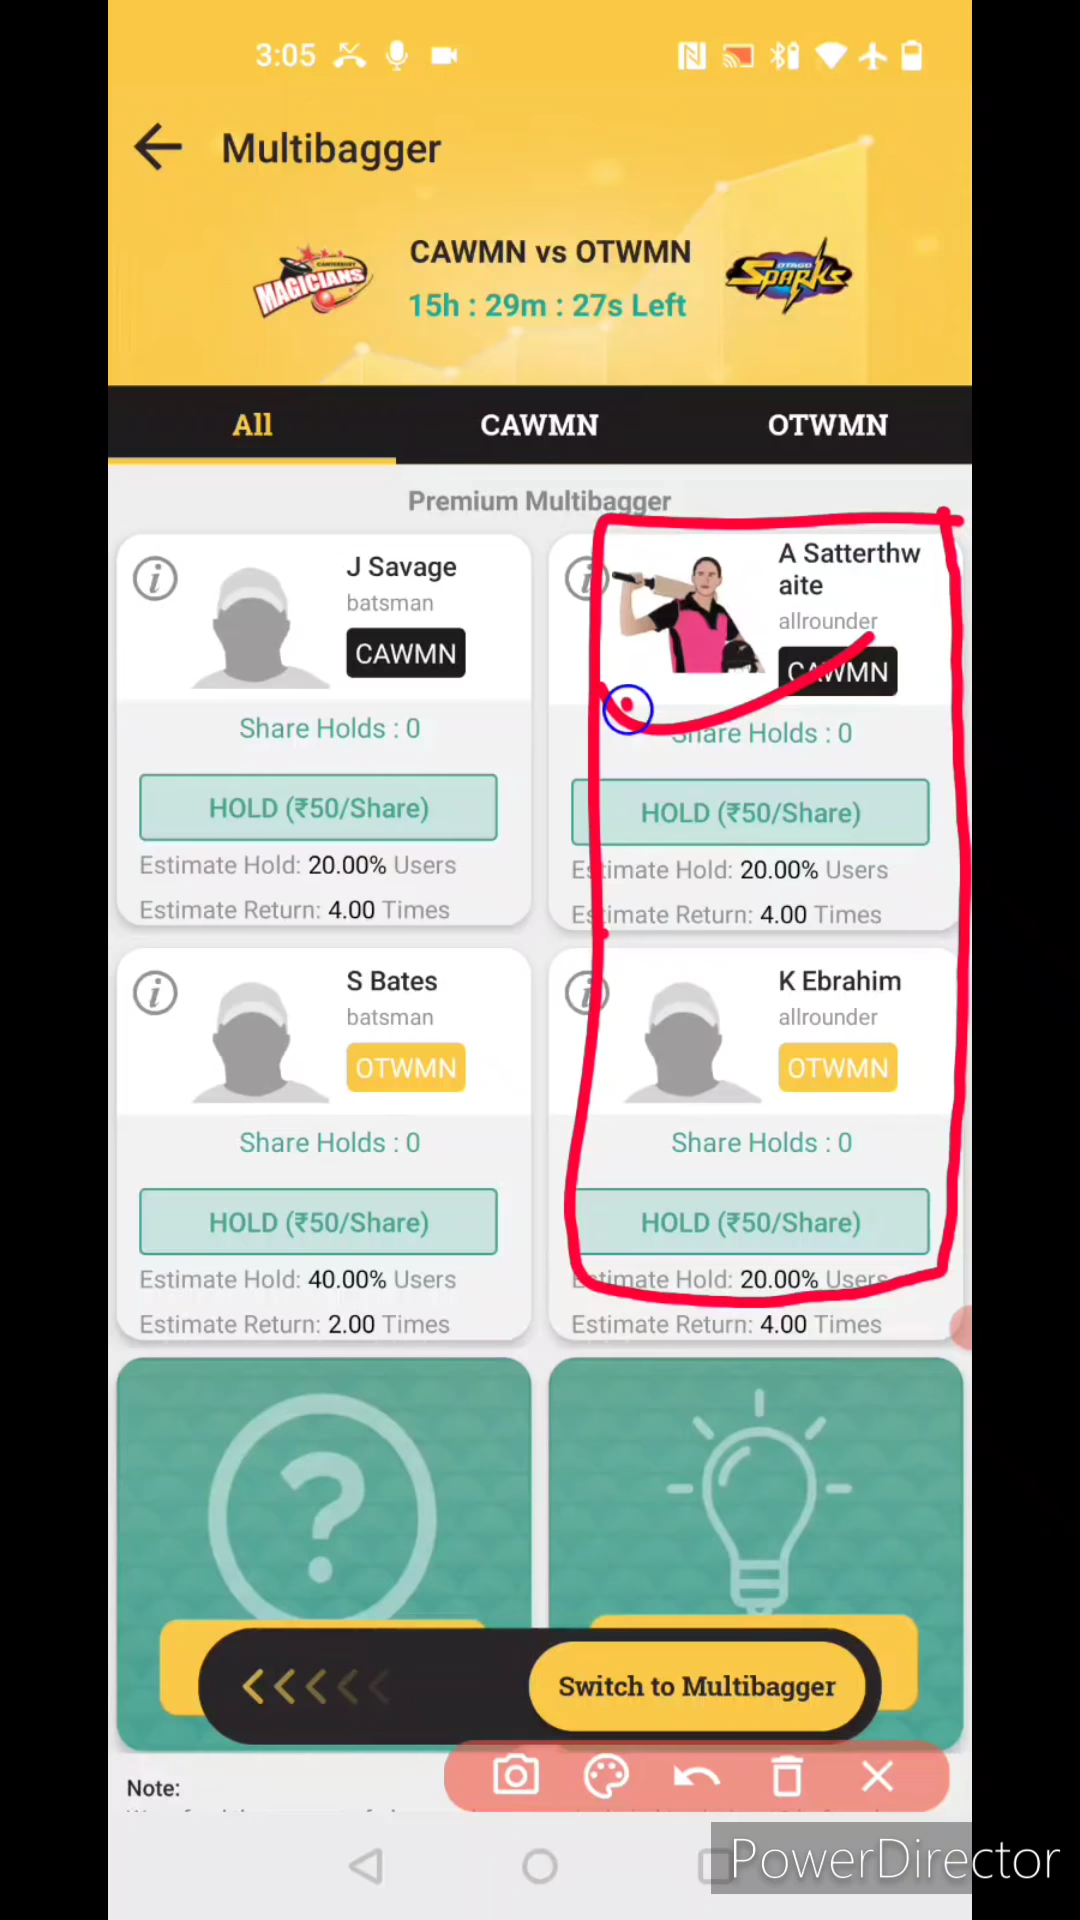 3:05
Multibagger
CANTERBURY
MAGICIANS
CAWMN vs OTWMN
15h : 29m : 27s Left
OTAGO
SPARKS
All
CAWMN
OTWMN
Premium Multibagger
J Savage
batsman
CAWMN
Share Holds : 0
HOLD (₹50/Share)
Estimate Hold: 20.00% Users
Estimate Return: 4.00 Times
A Satterthw
aite
allrounder
CAWMN
Share Holds : 0
HOLD (₹50/Share)
Estimate Hold: 20.00% Users
Estimate Return: 4.00 Times
S Bates
batsman
OTWMN
Share Holds : 0
HOLD (₹50/Share)
Estimate Hold: 40.00% Users
Estimate Return: 2.00 Times
K Ebrahim
allrounder
OTWMN
Share Holds : 0
HOLD (₹50/Share)
Estimate Hold: 20.00% Users
Estimate Return: 4.00 Times
?
Switch to Multibagger
Note:
PowerDirector